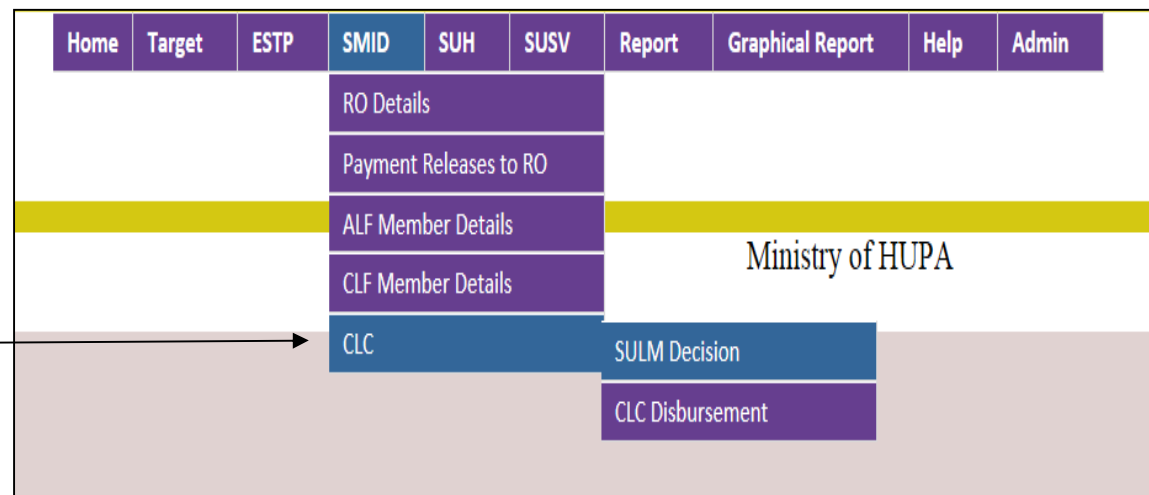 Home Target ESTP SMID SUH SUSV Report Graphical Report Help Admin
RO Details
Payment Releases to RO
ALF Member Details
Ministry of HUPA
CLF Member Details
CLC
SULM Decision
CLC Disbursement